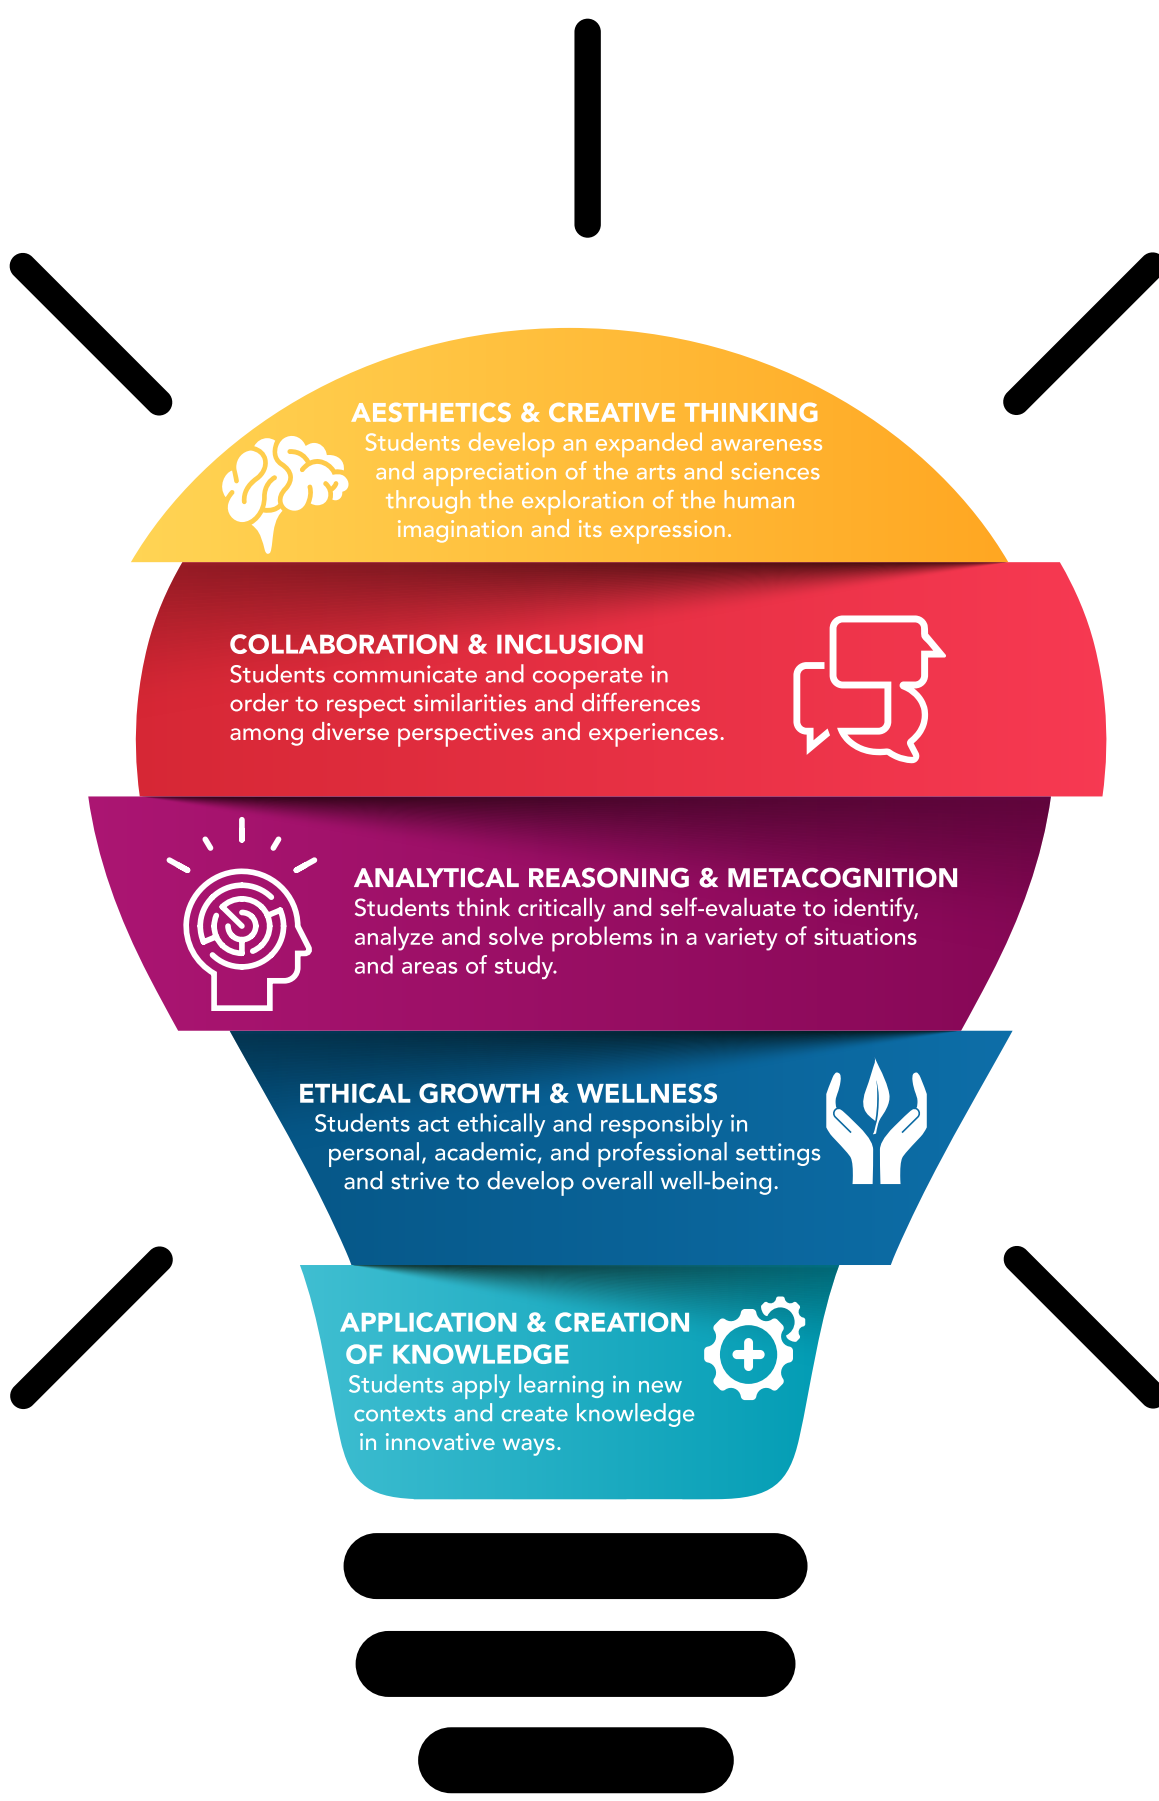 AESTHETICS & CREATIVE THINKING
Students develop an expanded awareness
and appreciation of the arts and sciences
through the exploration of the human
imagination and its expression.
COLLABORATION & INCLUSION
Students communicate and cooperate in
order to respect similarities and differences
among diverse perspectives and experiences.
ANALYTICAL REASONING & METACOGNITION
Students think critically and self-evaluate to identify,
analyze and solve problems in a variety of situations
and areas of study.
ETHICAL GROWTH & WELLNESS
Students act ethically and responsibly in
personal, academic, and professional settings
and strive to develop overall well-being.
APPLICATION & CREATION
OF KNOWLEDGE
Students apply learning in new
contexts and create knowledge
in innovative ways.